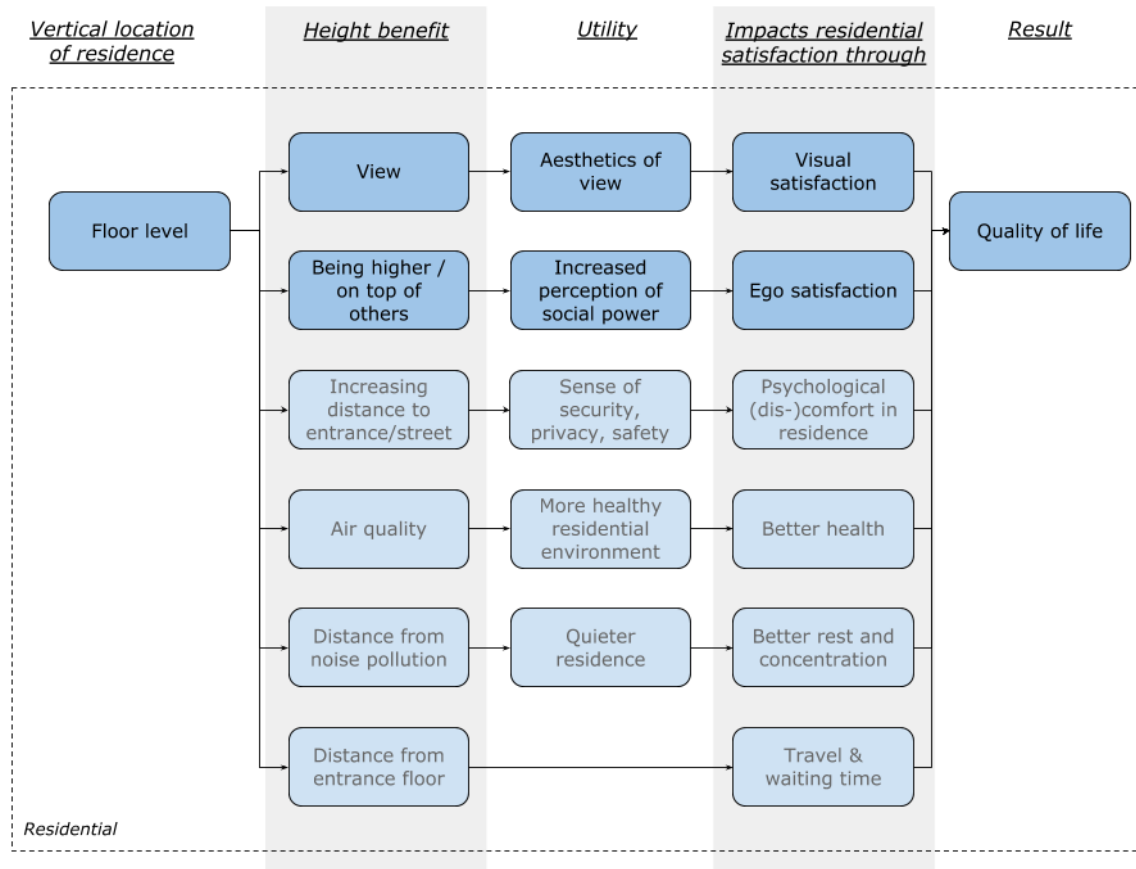 Vertical location
of residence
Height benefit
Utility
Impacts residential
satisfaction through
Result
View
Aesthetics of
view
Visual
satisfaction
Floor level
Quality of life
Being higher /
on top of
others
Increased
perception of
social power
Ego satisfaction
Increasing
distance to
entrance/street
Sense of
security,
privacy, safety
Psychological
(dis-)comfort in
residence
Air quality
More healthy
residential
environment
Better health
Distance from
noise pollution
Quieter
residence
Better rest and
concentration
Distance from
entrance floor
Travel &
waiting time
Residential